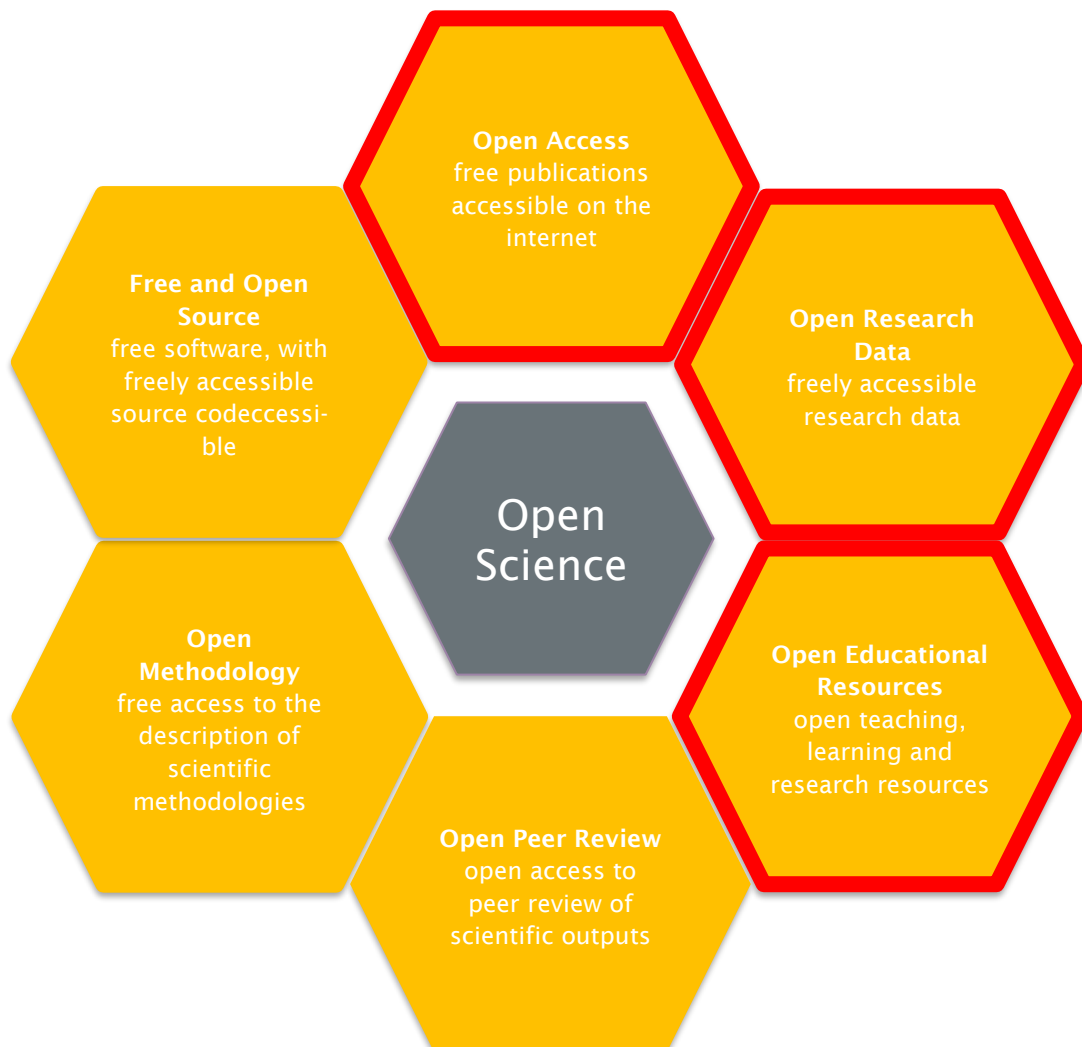 Open Access
free publications
accessible on the
internet
Free and Open
Source
free software, with
freely accessible
source codeccessi-
ble
Open Research
Data
freely accessible
research data
Open
Science
Open
Methodology
free access to the
description of
scientific
methodologies
Open Educational
Resources
open teaching,
learning and
research resources
Open Peer Review
open access to
peer review of
scientific outputs